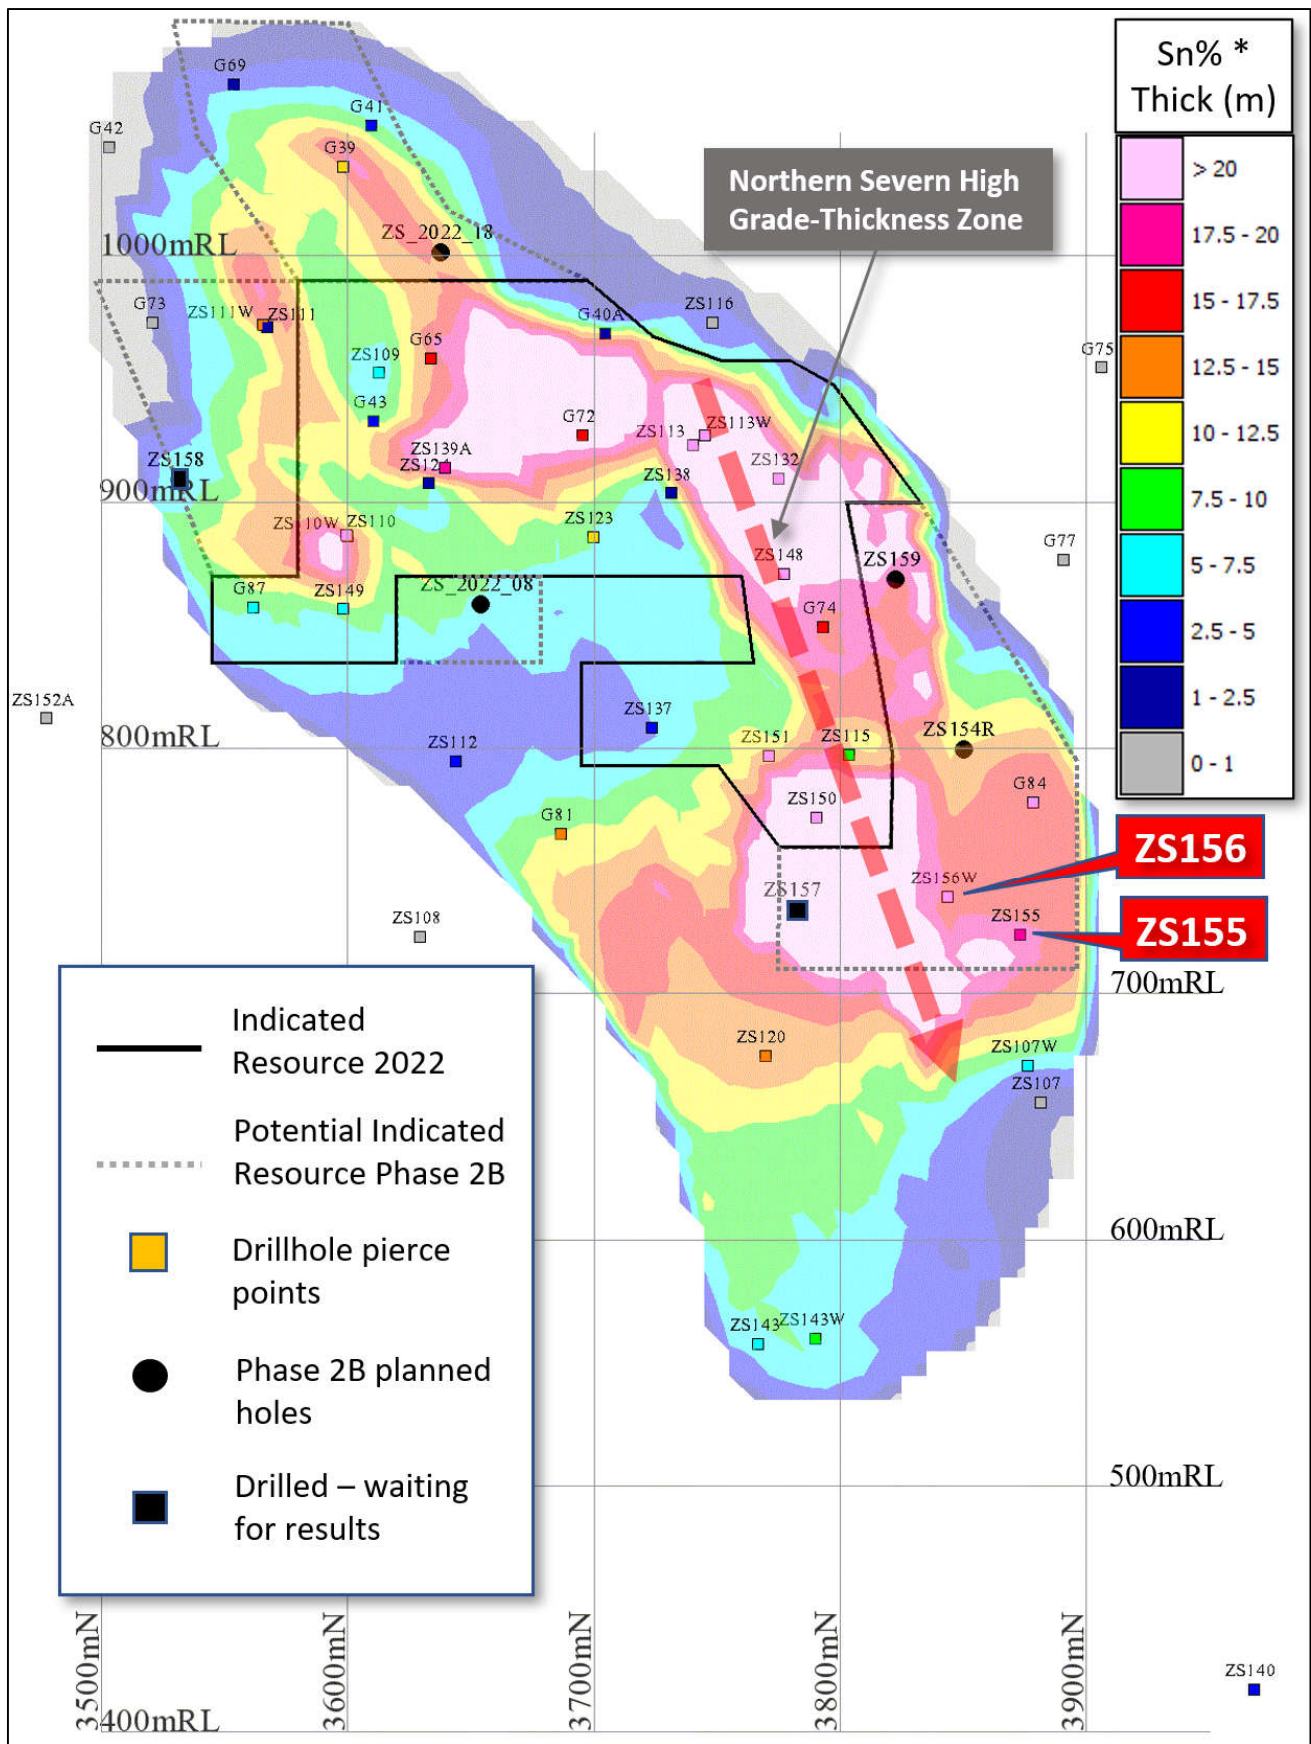 Sn% *
Thick (m)
> 20
17.5 - 20
15 - 17.5
12.5 - 15
10 - 12.5
7.5 - 10
5 - 7.5
2.5 - 5
1 - 2.5
0 - 1
G69
G41
G42
G39
Northern Severn High
Grade-Thickness Zone
ZS_2022_18
1000mRL
G73
ZS111W
ZS111
G40A
ZS116
G65
ZS109
G75
G43
G72
ZS113
ZS113W
ZS139A
ZS158
ZS124
ZS138
ZS132
900mRL
ZS110W
ZS110
ZS123
G77
ZS148
ZS159
G87
ZS149
ZS_2022_08
G74
ZS152A
ZS137
800mRL
ZS112
ZS151
ZS115
ZS154R
G84
ZS150
G81
ZS156
ZS156W
ZS157
ZS108
ZS155
ZS155
700mRL
ZS120
ZS107W
ZS107
Indicated
Resource 2022
Potential Indicated
Resource Phase 2B
Drillhole pierce
points
Phase 2B planned
holes
Drilled – waiting
for results
600mRL
ZS143
ZS143W
500mRL
3500mN
3600mN
3700mN
3800mN
3900mN
ZS140
400mRL